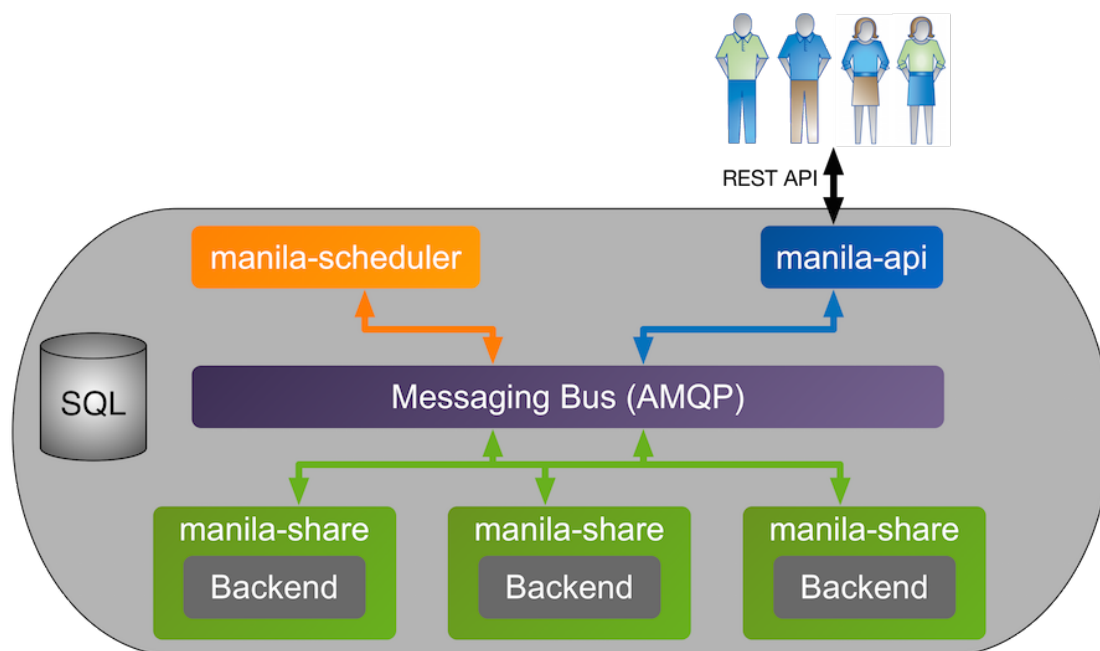 REST API
manila-scheduler
manila-api
SQL
Messaging Bus (AMQP)
manila-share
Backend
manila-share
Backend
manila-share
Backend